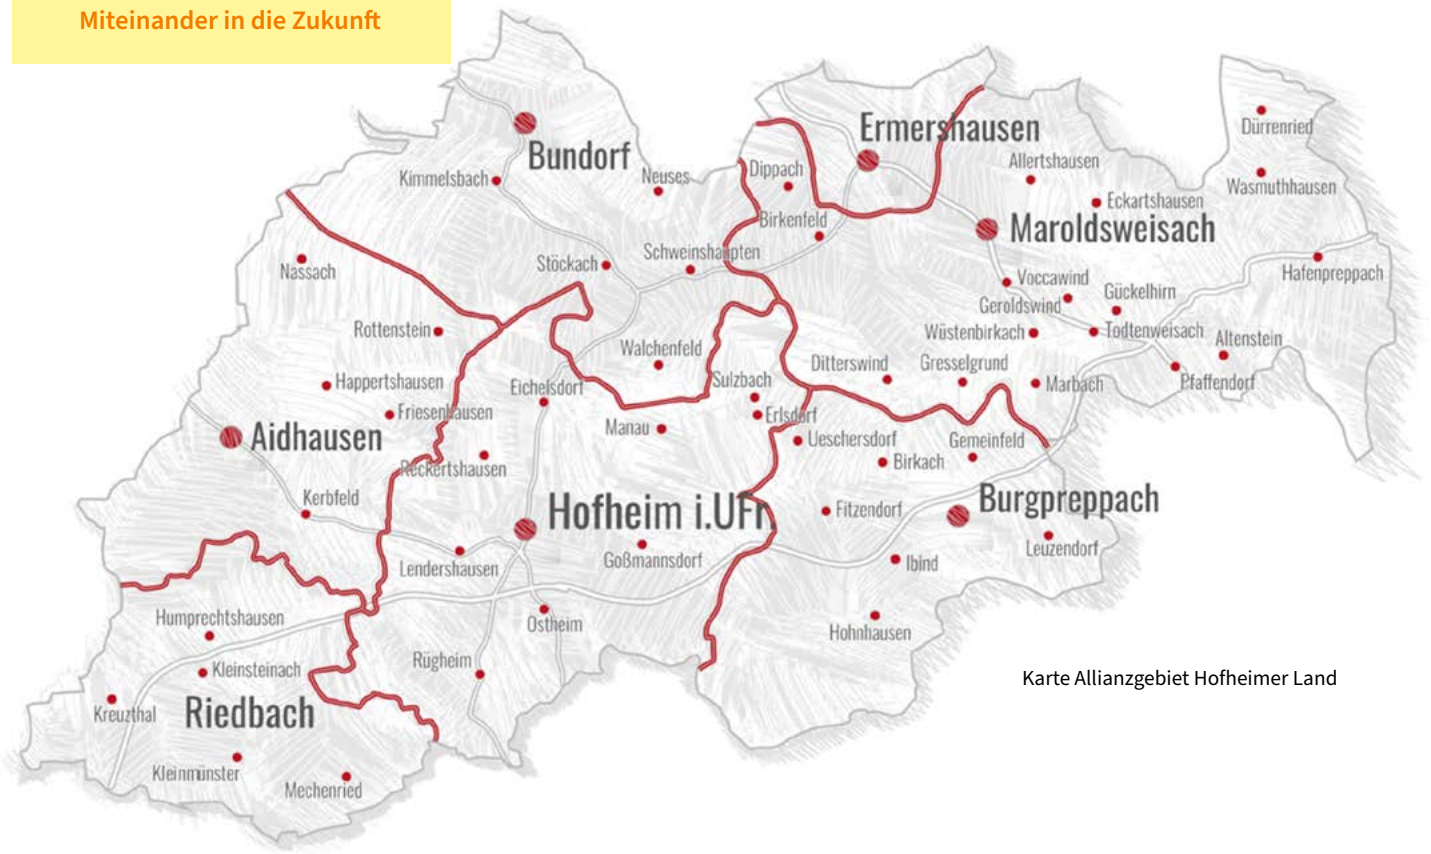 Miteinander in die Zukunft
Bundorf
Ermershausen
Dürrenried
Allertshausen
Dippach
Kimmelsbach
Neuses
Wasmuthhausen
Eckartshausen
Birkenfeld
Maroldsweisach
Schweinshaupten
Stöckach
Nassach
Hafenpreppach
Voccawind
Gückelhirn
Geroldswind
Rottenstein
Wüstenbirkach
Todtenweisach
Altenstein
Walchenfeld
Ditterswind
Gresselgrund
Happertshausen
Eichelsdorf
Sulzbach
Marbach
Pfaffendorf
Friesenhausen
Erlsdorf
Aidhausen
Manau
Ueschersdorf
Gemeinfeld
Reckertshausen
Birkach
Kerbfeld
Hofheim i.UFr.
Fitzendorf
Burgpreppach
Lendershausen
Goßmannsdorf
Ibind
Leuzendorf
Humprechtshausen
Ostheim
Hohnhausen
Kleinsteinach
Rügheim
Karte Allianzgebiet Hofheimer Land
Kreuzthal
Riedbach
Kleinmünster
Mechenried